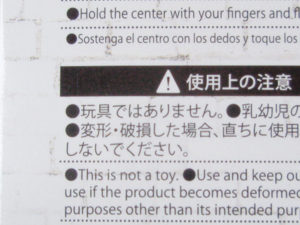 ●Hold the center with your fingers and
●Sostenga el centro con los dedos y toque los
使用上の注意
●玩具ではありません。●乳幼児の
●変形・破損した場合、直ちに使用
しないでください。
●This is not a toy. ●Use and keep ou
use if the product becomes deformed
purposes other than its intended pur